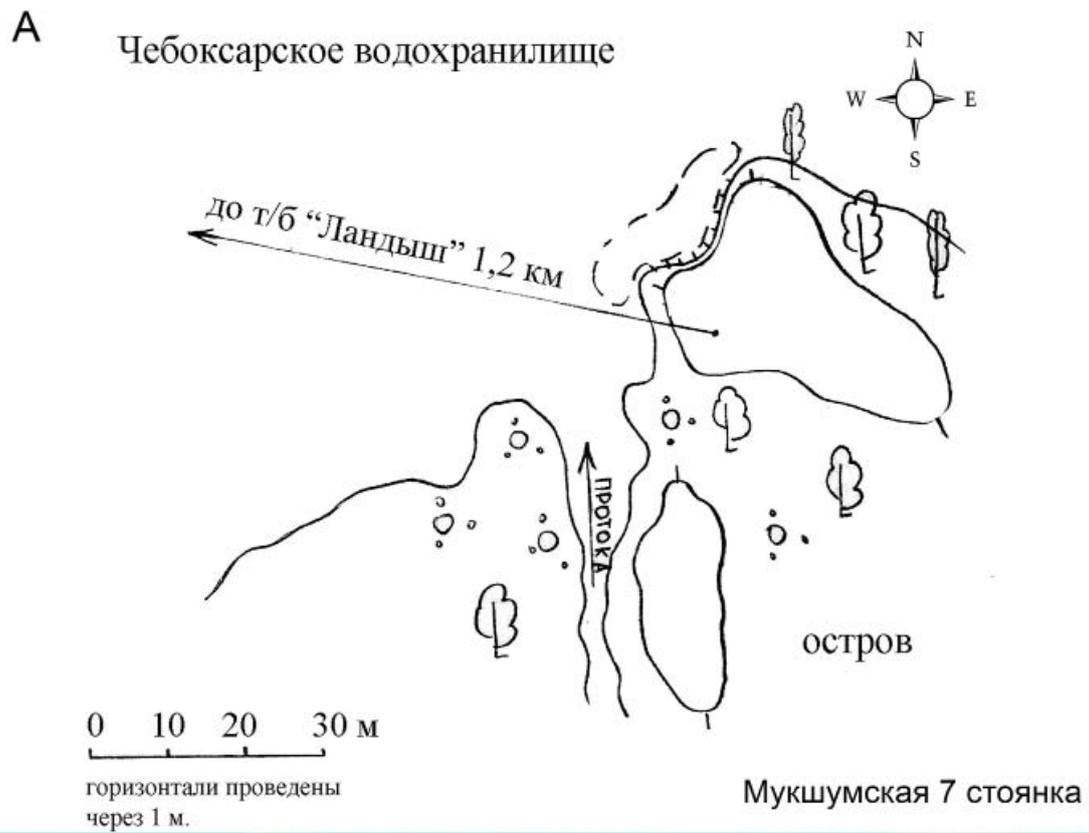 А
Чебоксарское водохранилище
N
W E
S
до т/б “Ландыш” 1,2 км
ПРОТОКА
остров
0 10 20 30 м
горизонтали проведены
через 1 м.
Мукшумская 7 стоянка